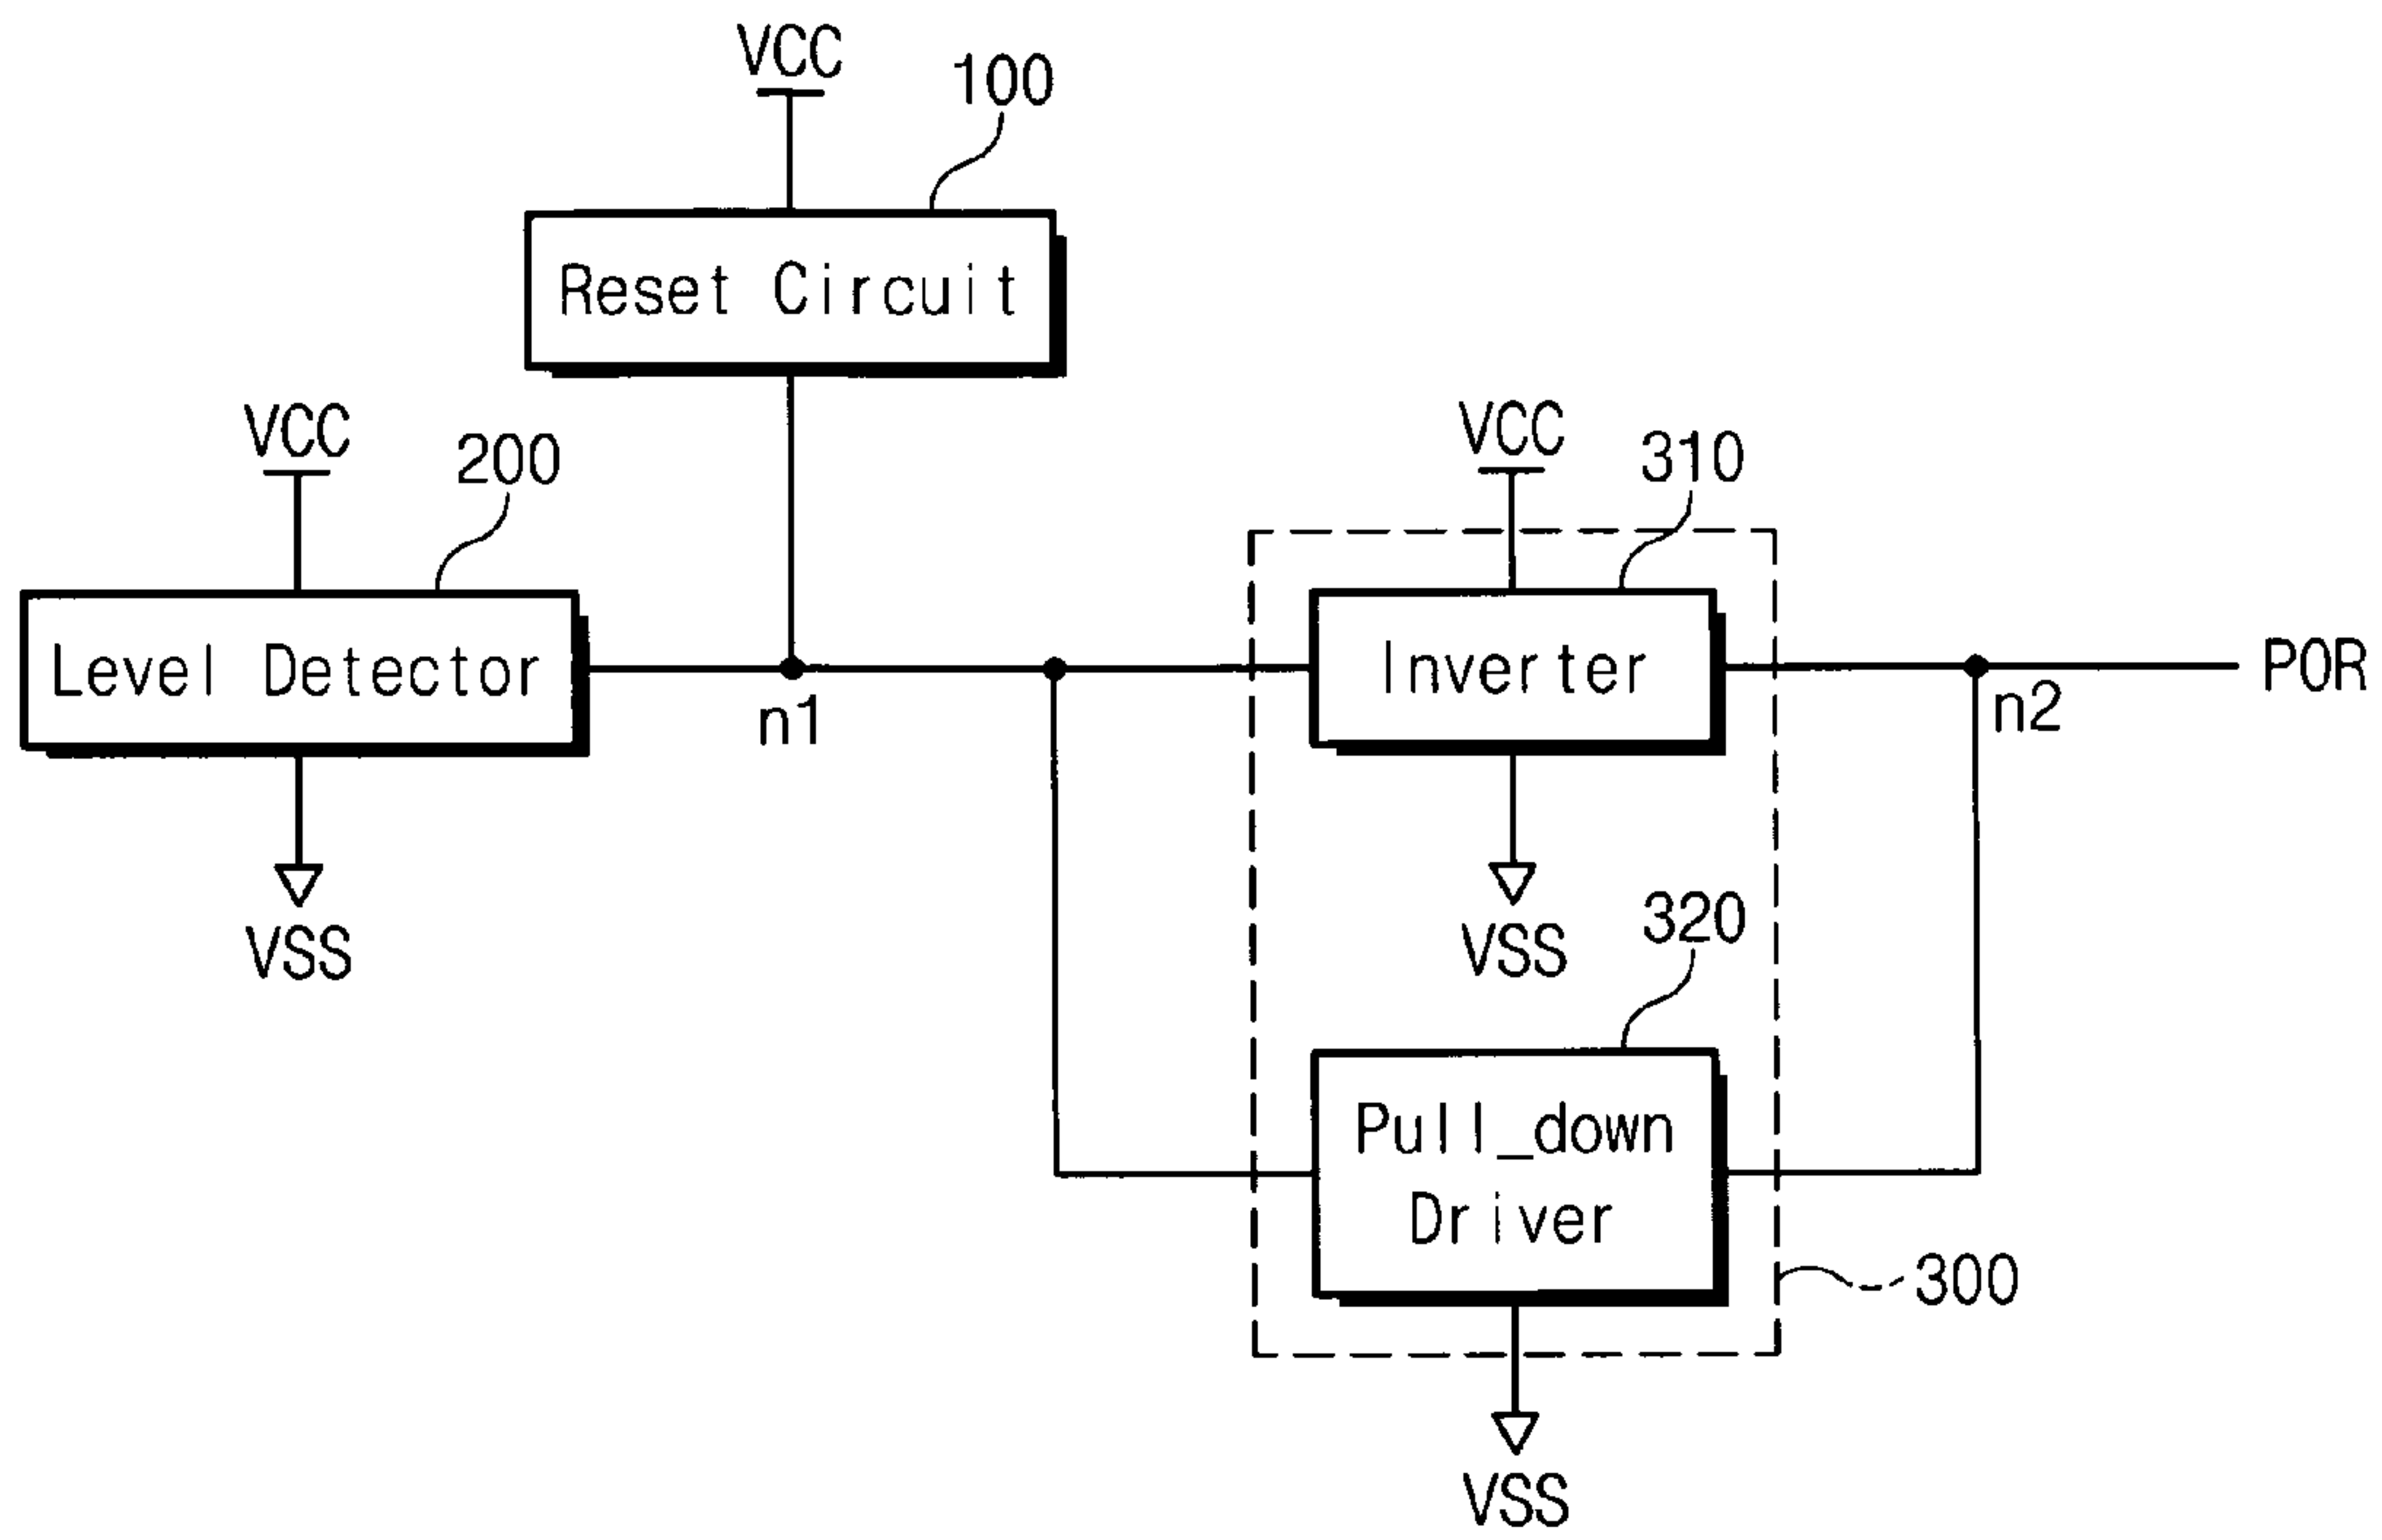 VCC
100
Reset Circuit
VCC
200
VCC
310
Level Detector
Inverter
POR
n1
n2
VSS
VSS
320
Pull_down
Driver
300
VSS